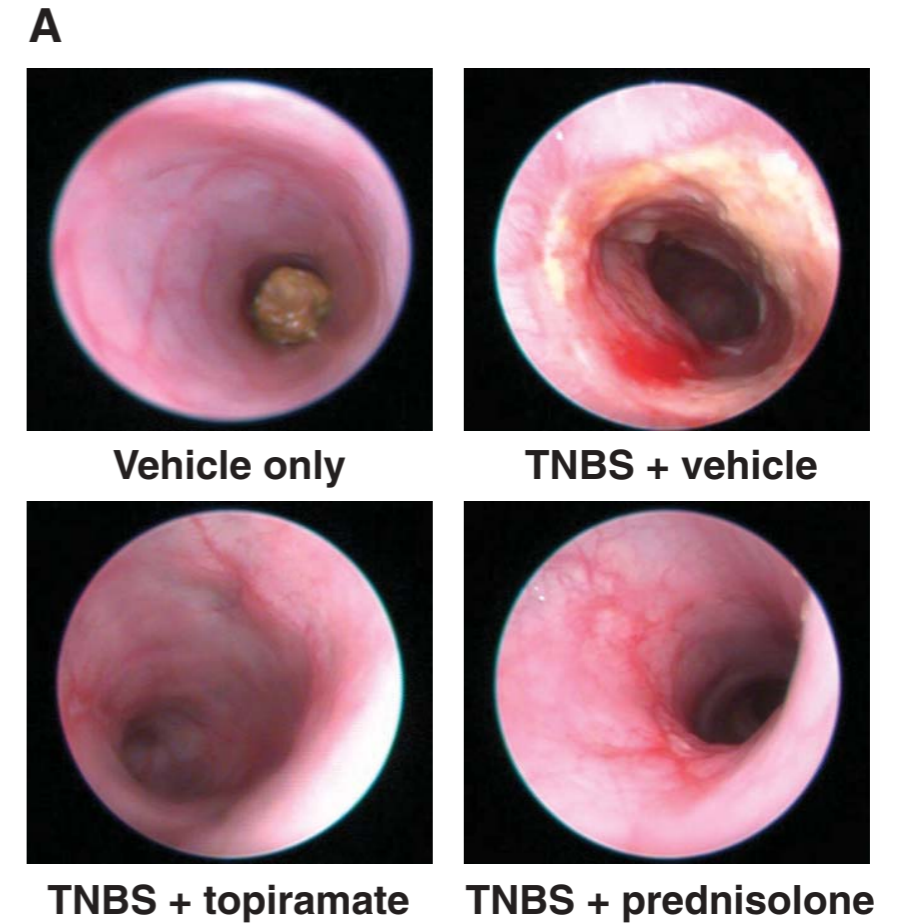 A
Vehicle only
TNBS + vehicle
TNBS + topiramate
TNBS + prednisolone